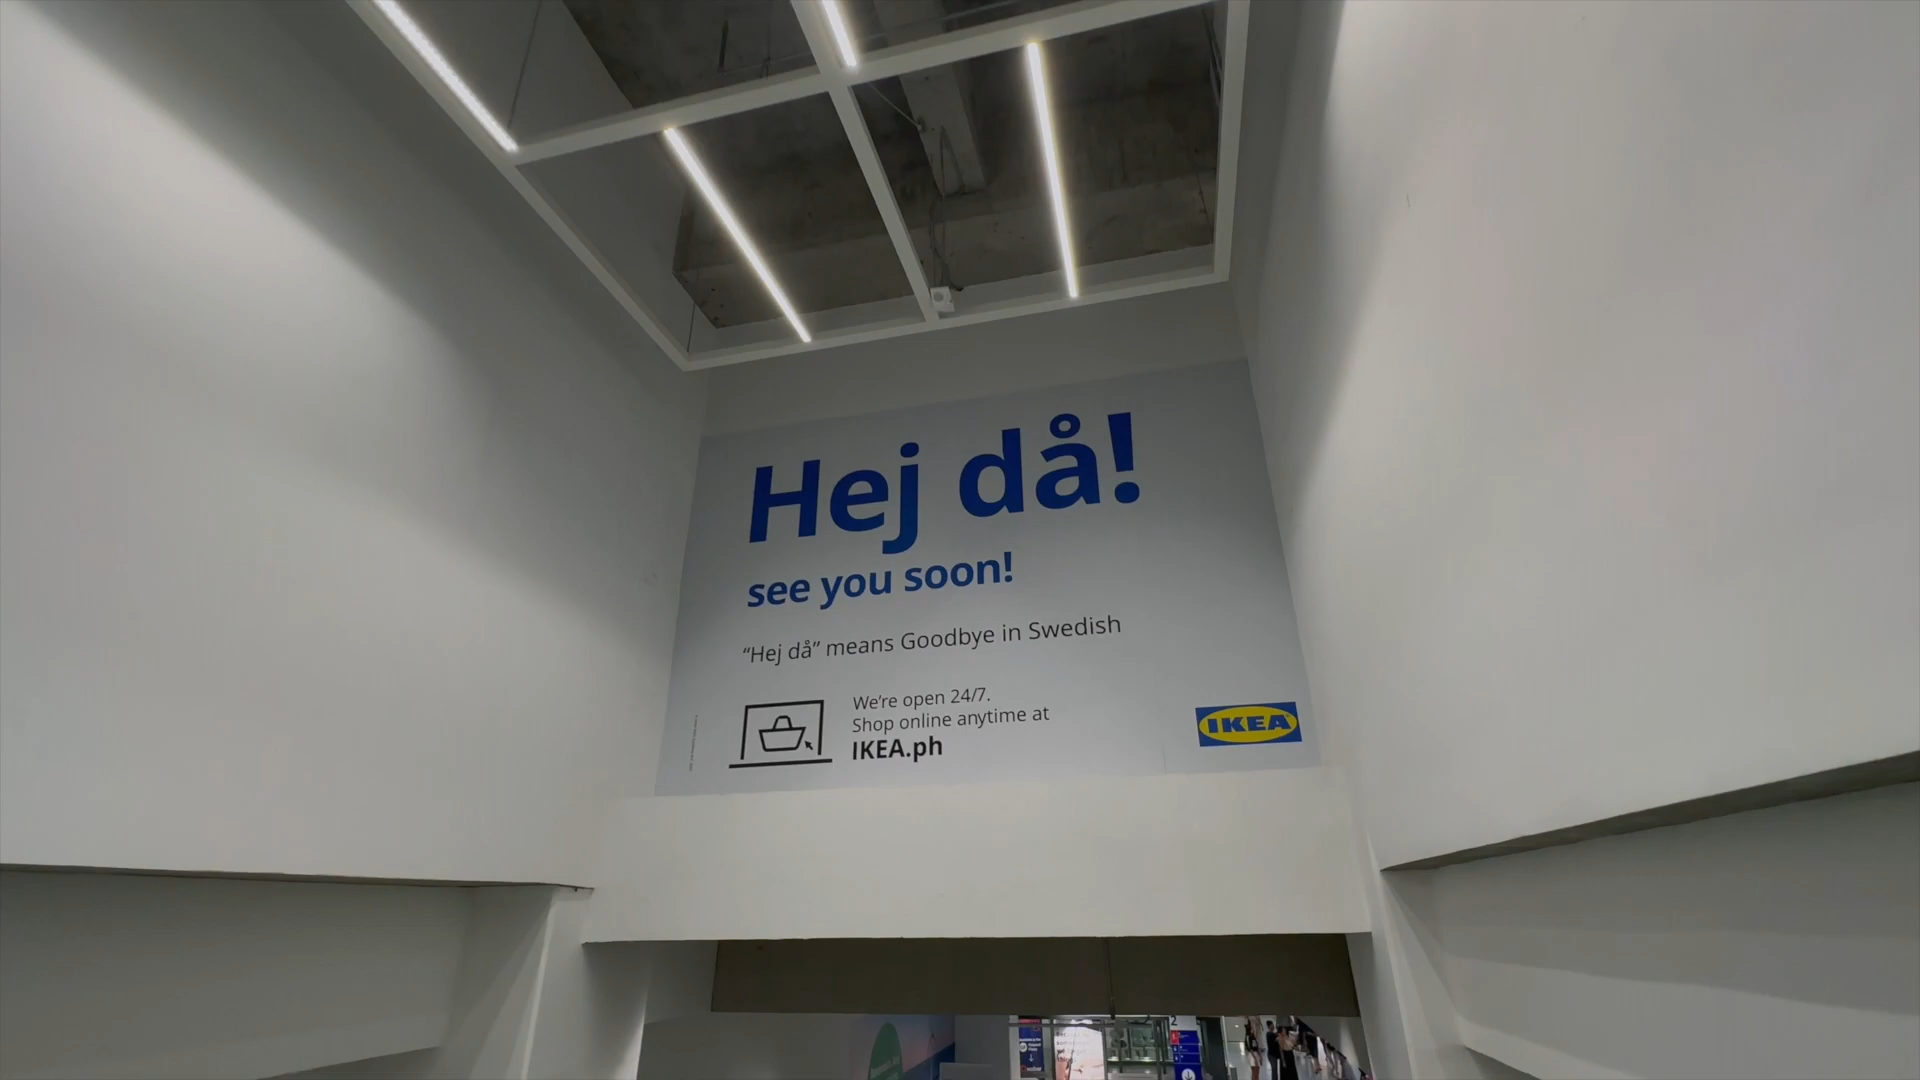 Hej då!
see you soon!
“Hej då” means Goodbye in Swedish
We’re open 24/7.
Shop online anytime at
IKEA.ph
IKEA
2